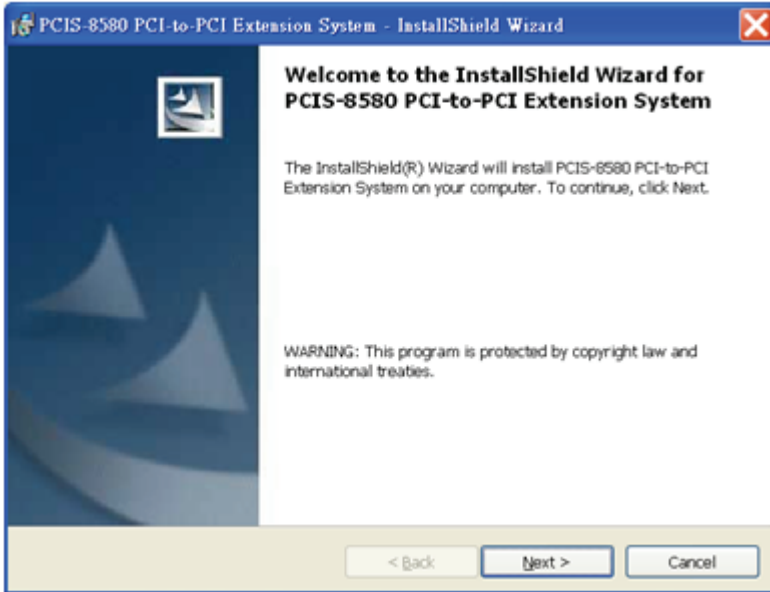 PCIS-8580 PCI-to-PCI Extension System - InstallShield Wizard
Welcome to the InstallShield Wizard for
PCIS-8580 PCI-to-PCI Extension System
The InstallShield(R) Wizard will install PCIS-8580 PCI-to-PCI
Extension System on your computer. To continue, click Next.
WARNING: This program is protected by copyright law and
international treaties.
< Back
Next >
Cancel